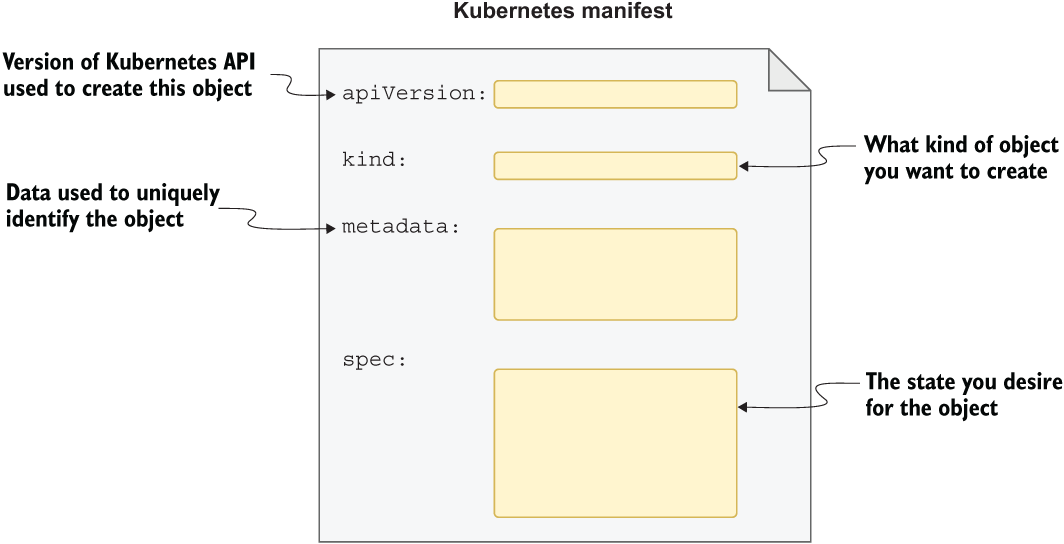 Kubernetes manifest
Version of Kubernetes API
used to create this object
apiVersion:
kind:
What kind of object
you want to create
Data used to uniquely
identify the object
metadata:
spec:
The state you desire
for the object